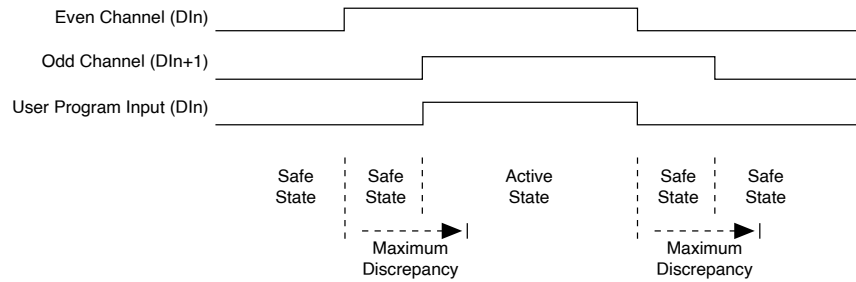 Even Channel (DIn)
Odd Channel (DIn+1)
User Program Input (DIn)
Safe
State
Safe
State
Active
State
Safe
State
Safe
State
Maximum
Discrepancy
Maximum
Discrepancy